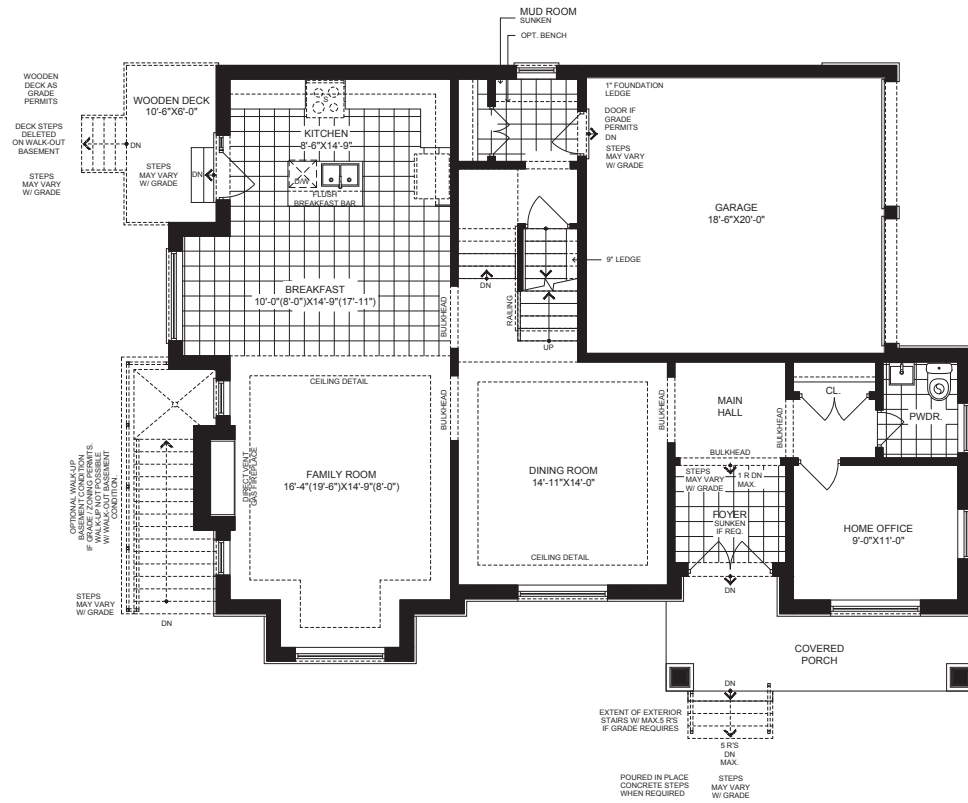 MUD ROOM
SUNKEN
OPT. BENCH
WOODEN
DECK AS
GRADE
PERMITS
WOODEN DECK
10'-6"X6'-0"
DECK STEPS
DELETED
ON WALK-OUT
BASEMENT
DN
STEPS
MAY VARY
W/ GRADE
STEPS
MAY VARY
W/ GRADE
DN
S
KITCHEN
8'-6"X14'-9"
D/W
FLUSH
BREAKFAST BAR
1" FOUNDATION
LEDGE
DOOR IF
GRADE
PERMITS
DN
STEPS
MAY VARY
W/ GRADE
GARAGE
18'-6"X20'-0"
9" LEDGE
BREAKFAST
10'-0"(8'-0")X14'-9"(17'-11")
BULKHEAD
DN
RAILING
UP
CEILING DETAIL
BULKHEAD
FAMILY ROOM
16'-4"(19'-6")X14'-9"(8'-0")
DIRECT VENT
GAS FIREPLACE
OPTIONAL WALK-UP
BASEMENT CONDITION
IF GRADE / ZONING PERMITS.
WALK-UP NOT POSSIBLE
W/ WALK-OUT BASEMENT
CONDITION.
STEPS
MAY VARY
W/ GRADE
DN
DINING ROOM
14'-11"X14'-0"
CEILING DETAIL
BULKHEAD
MAIN
HALL
BULKHEAD
BULKHEAD
CL.
PWDR.
STEPS
MAY VARY
W/ GRADE
1 R DN
MAX.
FOYER
SUNKEN
IF REQ.
DN
HOME OFFICE
9'-0"X11'-0"
COVERED
PORCH
DN
EXTENT OF EXTERIOR
STAIRS W/ MAX.5 R'S
IF GRADE REQUIRES
5 R'S
DN
MAX.
POURED IN PLACE
CONCRETE STEPS
WHEN REQUIRED
STEPS
MAY VARY
W/ GRADE